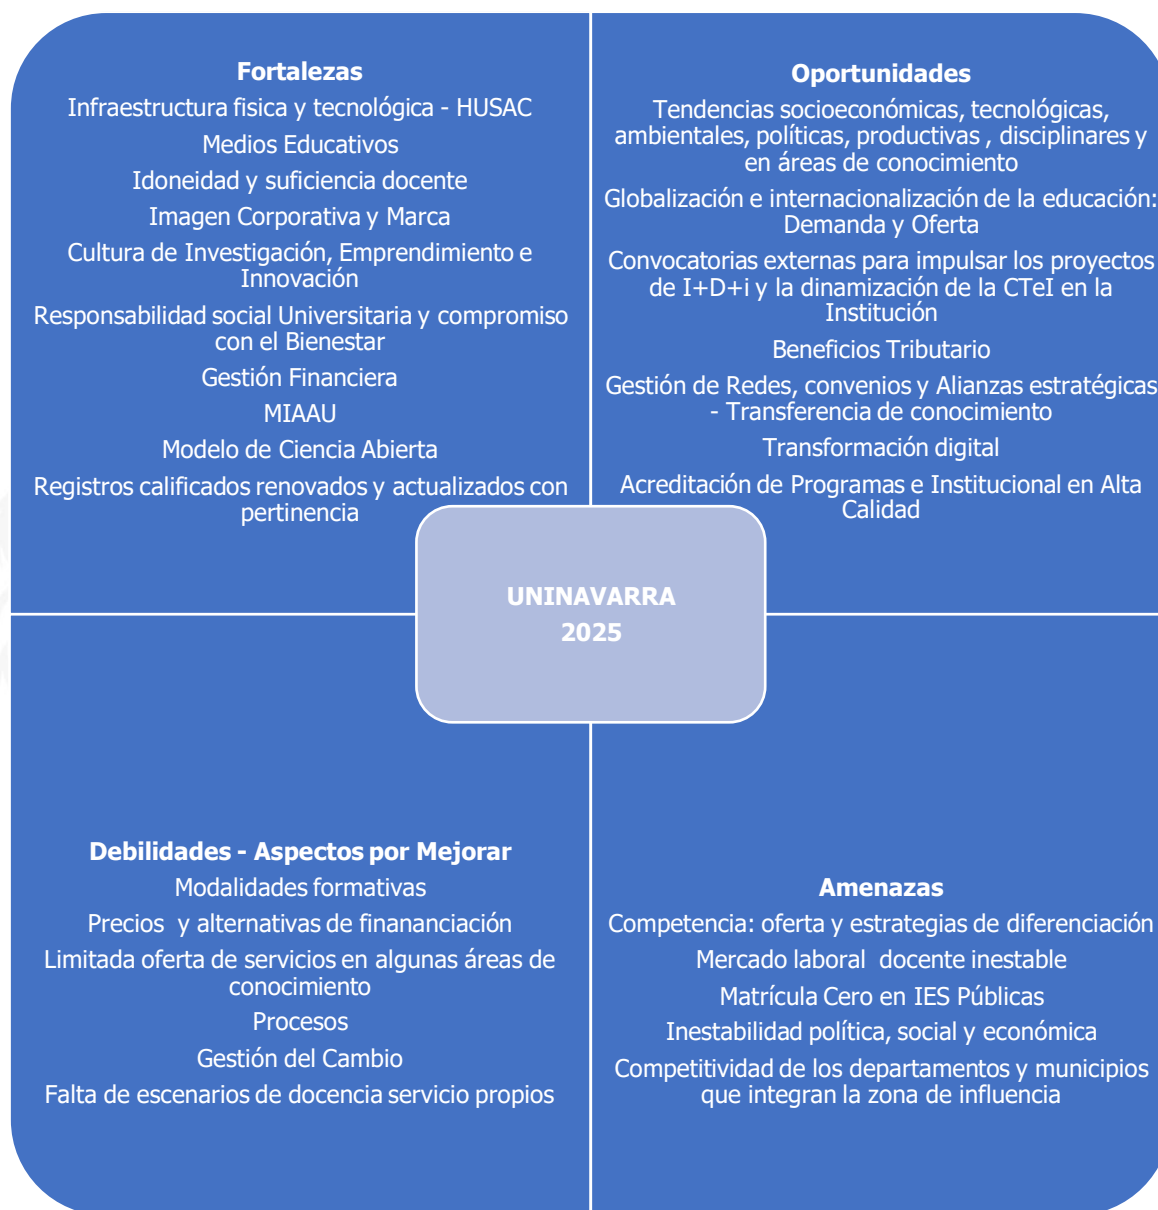 Fortalezas
Infraestructura fisica y tecnológica - HUSAC
Medios Educativos
Idoneidad y suficiencia docente
Imagen Corporativa y Marca
Cultura de Investigación, Emprendimiento e
Innovación
Responsabilidad social Universitaria y compromiso
con el Bienestar
Gestión Financiera
MIAAU
Modelo de Ciencia Abierta
Registros calificados renovados y actualizados con
pertinencia
Oportunidades
Tendencias socioeconómicas, tecnológicas,
ambientales, políticas, productivas , disciplinares y
en áreas de conocimiento
Globalización e internacionalización de la educación:
Demanda y Oferta
Convocatorias externas para impulsar los proyectos
de I+D+i y la dinamización de la CTeI en la
Institución
Beneficios Tributario
Gestión de Redes, convenios y Alianzas estratégicas
- Transferencia de conocimiento
Transformación digital
Acreditación de Programas e Institucional en Alta
Calidad
UNINAVARRA
2025
Debilidades - Aspectos por Mejorar
Modalidades formativas
Precios y alternativas de finananciación
Limitada oferta de servicios en algunas áreas de
conocimiento
Procesos
Gestión del Cambio
Falta de escenarios de docencia servicio propios
Amenazas
Competencia: oferta y estrategias de diferenciación
Mercado laboral docente inestable
Matrícula Cero en IES Públicas
Inestabilidad política, social y económica
Competitividad de los departamentos y municipios
que integran la zona de influencia